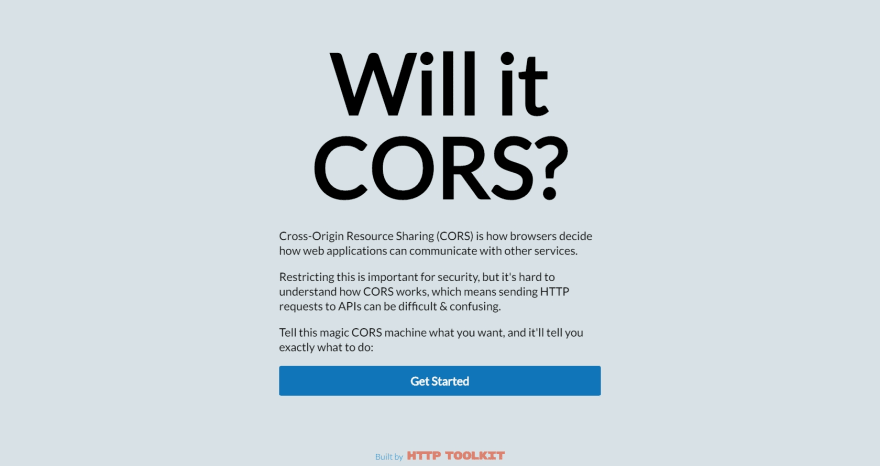 Will it
CORS?
Cross-Origin Resource Sharing (CORS) is how browsers decide
how web applications can communicate with other services.
Restricting this is important for security, but it's hard to
understand how CORS works, which means sending HTTP
requests to APIs can be difficult & confusing.
Tell this magic CORS machine what you want, and it'll tell you
exactly what to do:
Get Started
Built by HTTP TOOLKIT